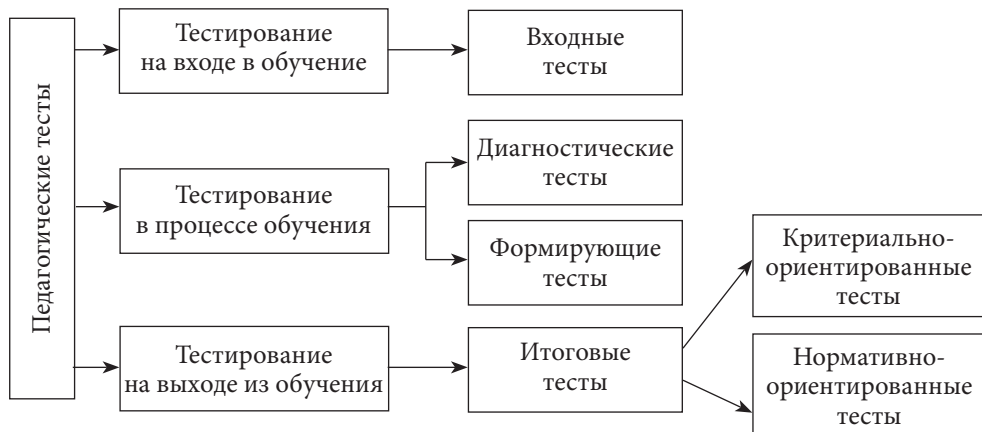 Педагогические тесты
Тестирование
на входе в обучение
Входные
тесты
Тестирование
в процессе обучения
Диагностические
тесты
Формирующие
тесты
Тестирование
на выходе из обучения
Итоговые
тесты
Критериально-
ориентированные
тесты
Нормативно-
ориентированные
тесты